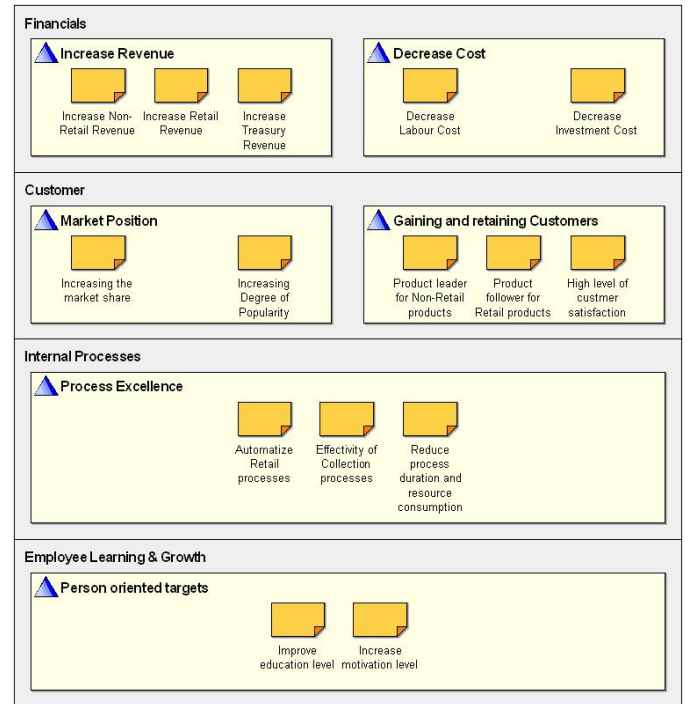 Financials
Increase Revenue
Decrease Cost
Increase Non-
Retail Revenue
Increase Retail
Revenue
Increase
Treasury
Revenue
Decrease
Labour Cost
Decrease
Investment Cost
Customer
Market Position
Gaining and retaining Customers
Increasing the
market share
Increasing
Degree of
Popularity
Product leader
for Non-Retail
products
Product
follower for
Retail products
High level of
custmer
satisfaction
Internal Processes
Process Excellence
Automatize
Retail
processes
Effectivity of
Collection
processes
Reduce
process
duration and
resource
consumption
Employee Learning & Growth
Person oriented targets
Improve
education level
Increase
motivation level